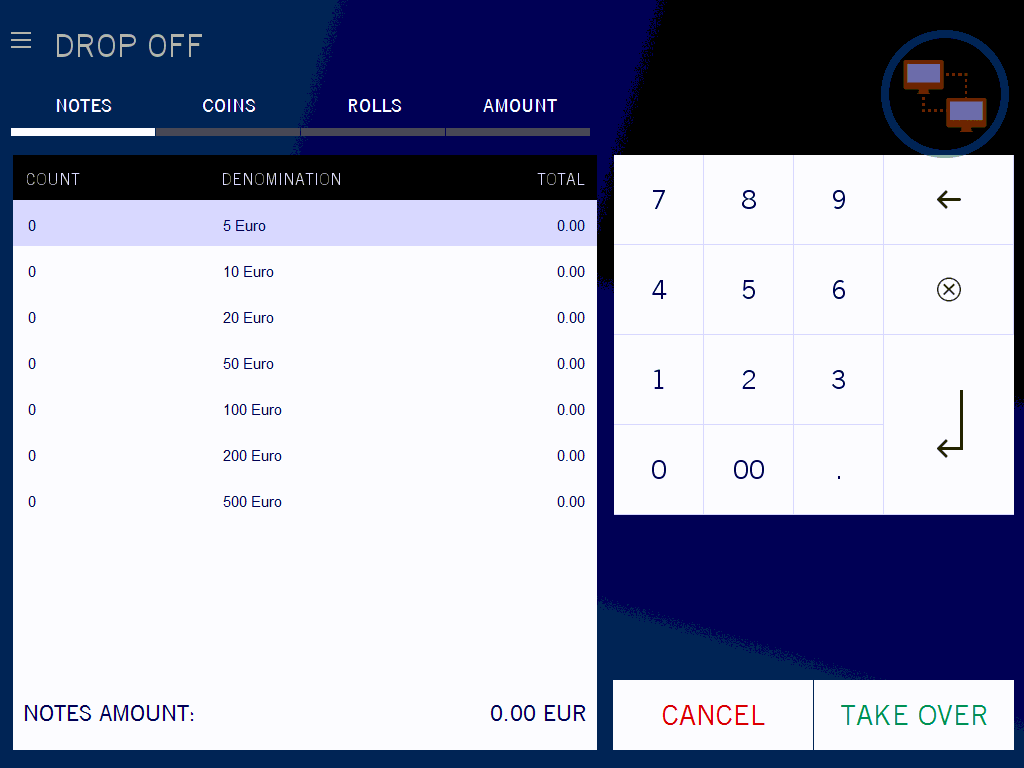 DROP OFF
NOTES COINS ROLLS AMOUNT
COUNT DENOMINATION TOTAL
0 5 Euro 0.00
0 10 Euro 0.00
0 20 Euro 0.00
0 50 Euro 0.00
0 100 Euro 0.00
0 200 Euro 0.00
0 500 Euro 0.00
NOTES AMOUNT: 0.00 EUR
7 8 9
4 5 6
1 2 3
0 00 .
CANCEL TAKE OVER